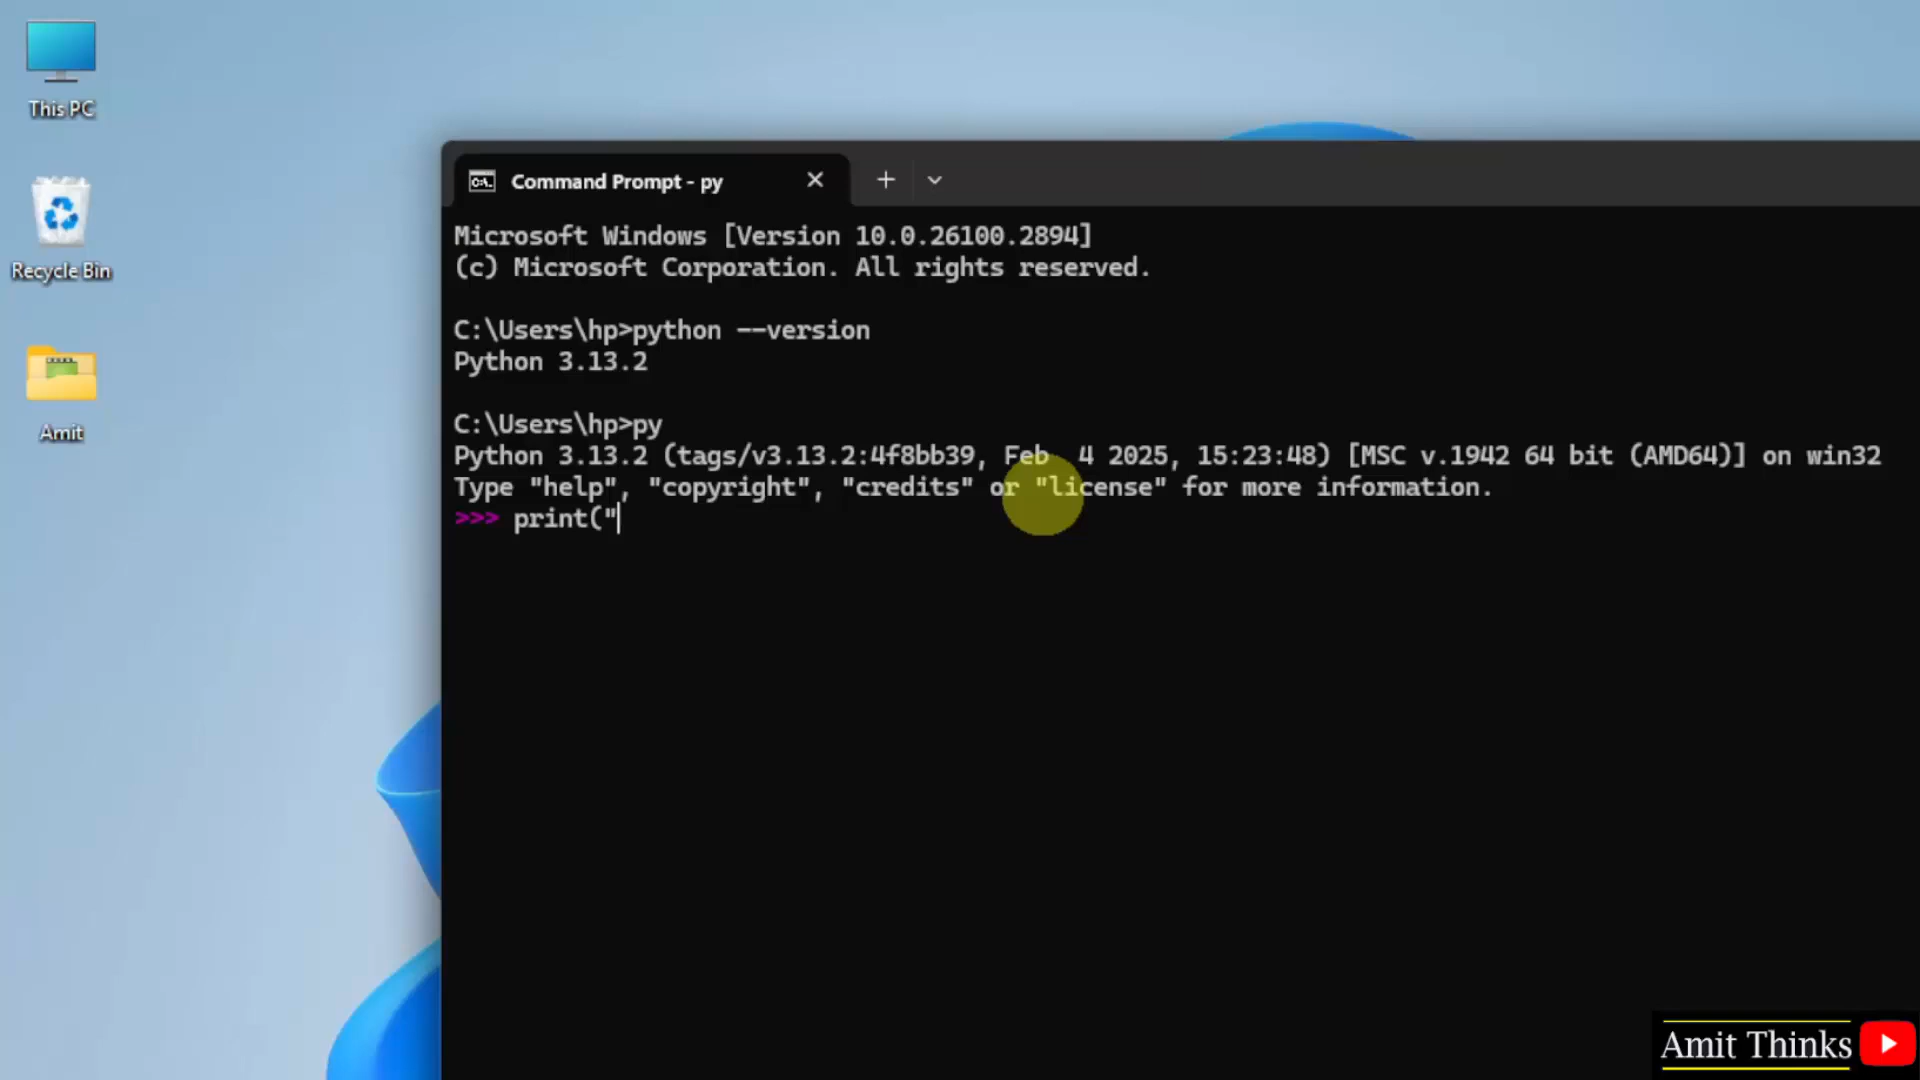 This PC
Recycle Bin
Amit
Command Prompt - py
Microsoft Windows [Version 10.0.26100.2894]
(c) Microsoft Corporation. All rights reserved.
C:\Users\hp>python --version
Python 3.13.2
C:\Users\hp>py
Python 3.13.2 (tags/v3.13.2:4f8bb39, Feb  4 2025, 15:23:48) [MSC v.1942 64 bit (AMD64)] on win32
Type "help", "copyright", "credits" or "license" for more information.
>>> print("
Amit Thinks